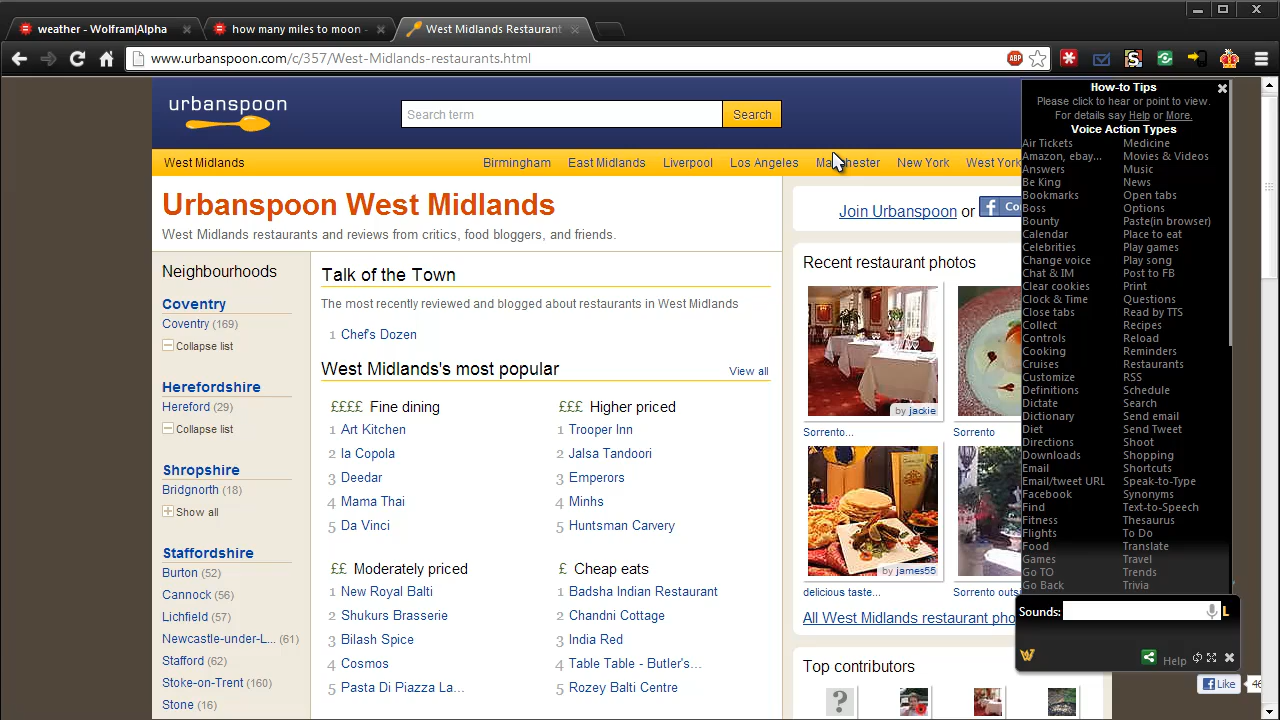 weather - Wolfram|Alpha
how many miles to moon -
West Midlands Restaurant
www.urbanspoon.com/c/357/West-Midlands-restaurants.html
ABP
urbanspoon
Search term
Search
West Midlands
Birmingham
East Midlands
Liverpool
Los Angeles
New York
West York
Urbanspoon West Midlands
West Midlands restaurants and reviews from critics, food bloggers, and fun.
Join Urbanspoon or
f Co
Neighbourhoods
Coventry
Coventry (169)
Collapse list
Herefordshire
Hereford (29)
Collapse list
Shropshire
Bridgnorth (18)
Show all
Staffordshire
Burton (52)
Cannock (56)
Lichfield (57)
Newcastle-under-L... (61)
Stafford (62)
Stoke-on-Trent (160)
Stone (16)
Talk of the Town
The most recently reviewed and blogged about restaurants in West Midlands
1 Chef's Dozen
West Midlands's most popular
View all
££££ Fine dining
1 Art Kitchen
2 la Copola
3 Deedar
4 Mama Thai
5 Da Vinci
£££ Higher priced
1 Trooper Inn
2 Jalsa Tandoori
3 Emperors
4 Minhs
5 Huntsman Carvery
££ Moderately priced
1 New Royal Balti
2 Shukurs Brasserie
3 Bilash Spice
4 Cosmos
5 Pasta Di Piazza La...
£ Cheap eats
1 Badsha Indian Restaurant
2 Chandni Cottage
3 India Red
4 Table Table - Butler's...
5 Rozey Balti Centre
Recent restaurant photos
by jackie
Sorrento...
Sorrento
by james55
delicious taste...
Sorrento outs
All West Midlands restaurant pho
Top contributors
?
How-to Tips
Please click to hear or point to view.
For details say Help or More.
Voice Action Types
Air Tickets
Amazon, ebay...
Answers
Be King
Bookmarks
Boss
Bounty
Calendar
Celebrities
Change voice
Chat & IM
Clear cookies
Clock & Time
Close tabs
Collect
Controls
Cooking
Cruises
Customize
Definitions
Dictate
Dictionary
Diet
Directions
Downloads
Email
Email/tweet URL
Facebook
Find
Fitness
Flights
Food
Games
Go TO
Go Back
Medicine
Movies & Videos
Music
News
Open tabs
Options
Paste(in browser)
Place to eat
Play games
Play song
Post to FB
Print
Questions
Read by TTS
Recipes
Reload
Reminders
Restaurants
RSS
Schedule
Search
Send email
Send Tweet
Shoot
Shopping
Shortcuts
Speak-to-Type
Synonyms
Text-to-Speech
Thesaurus
To Do
Translate
Travel
Trends
Trivia
Sounds:
L
Help
Like